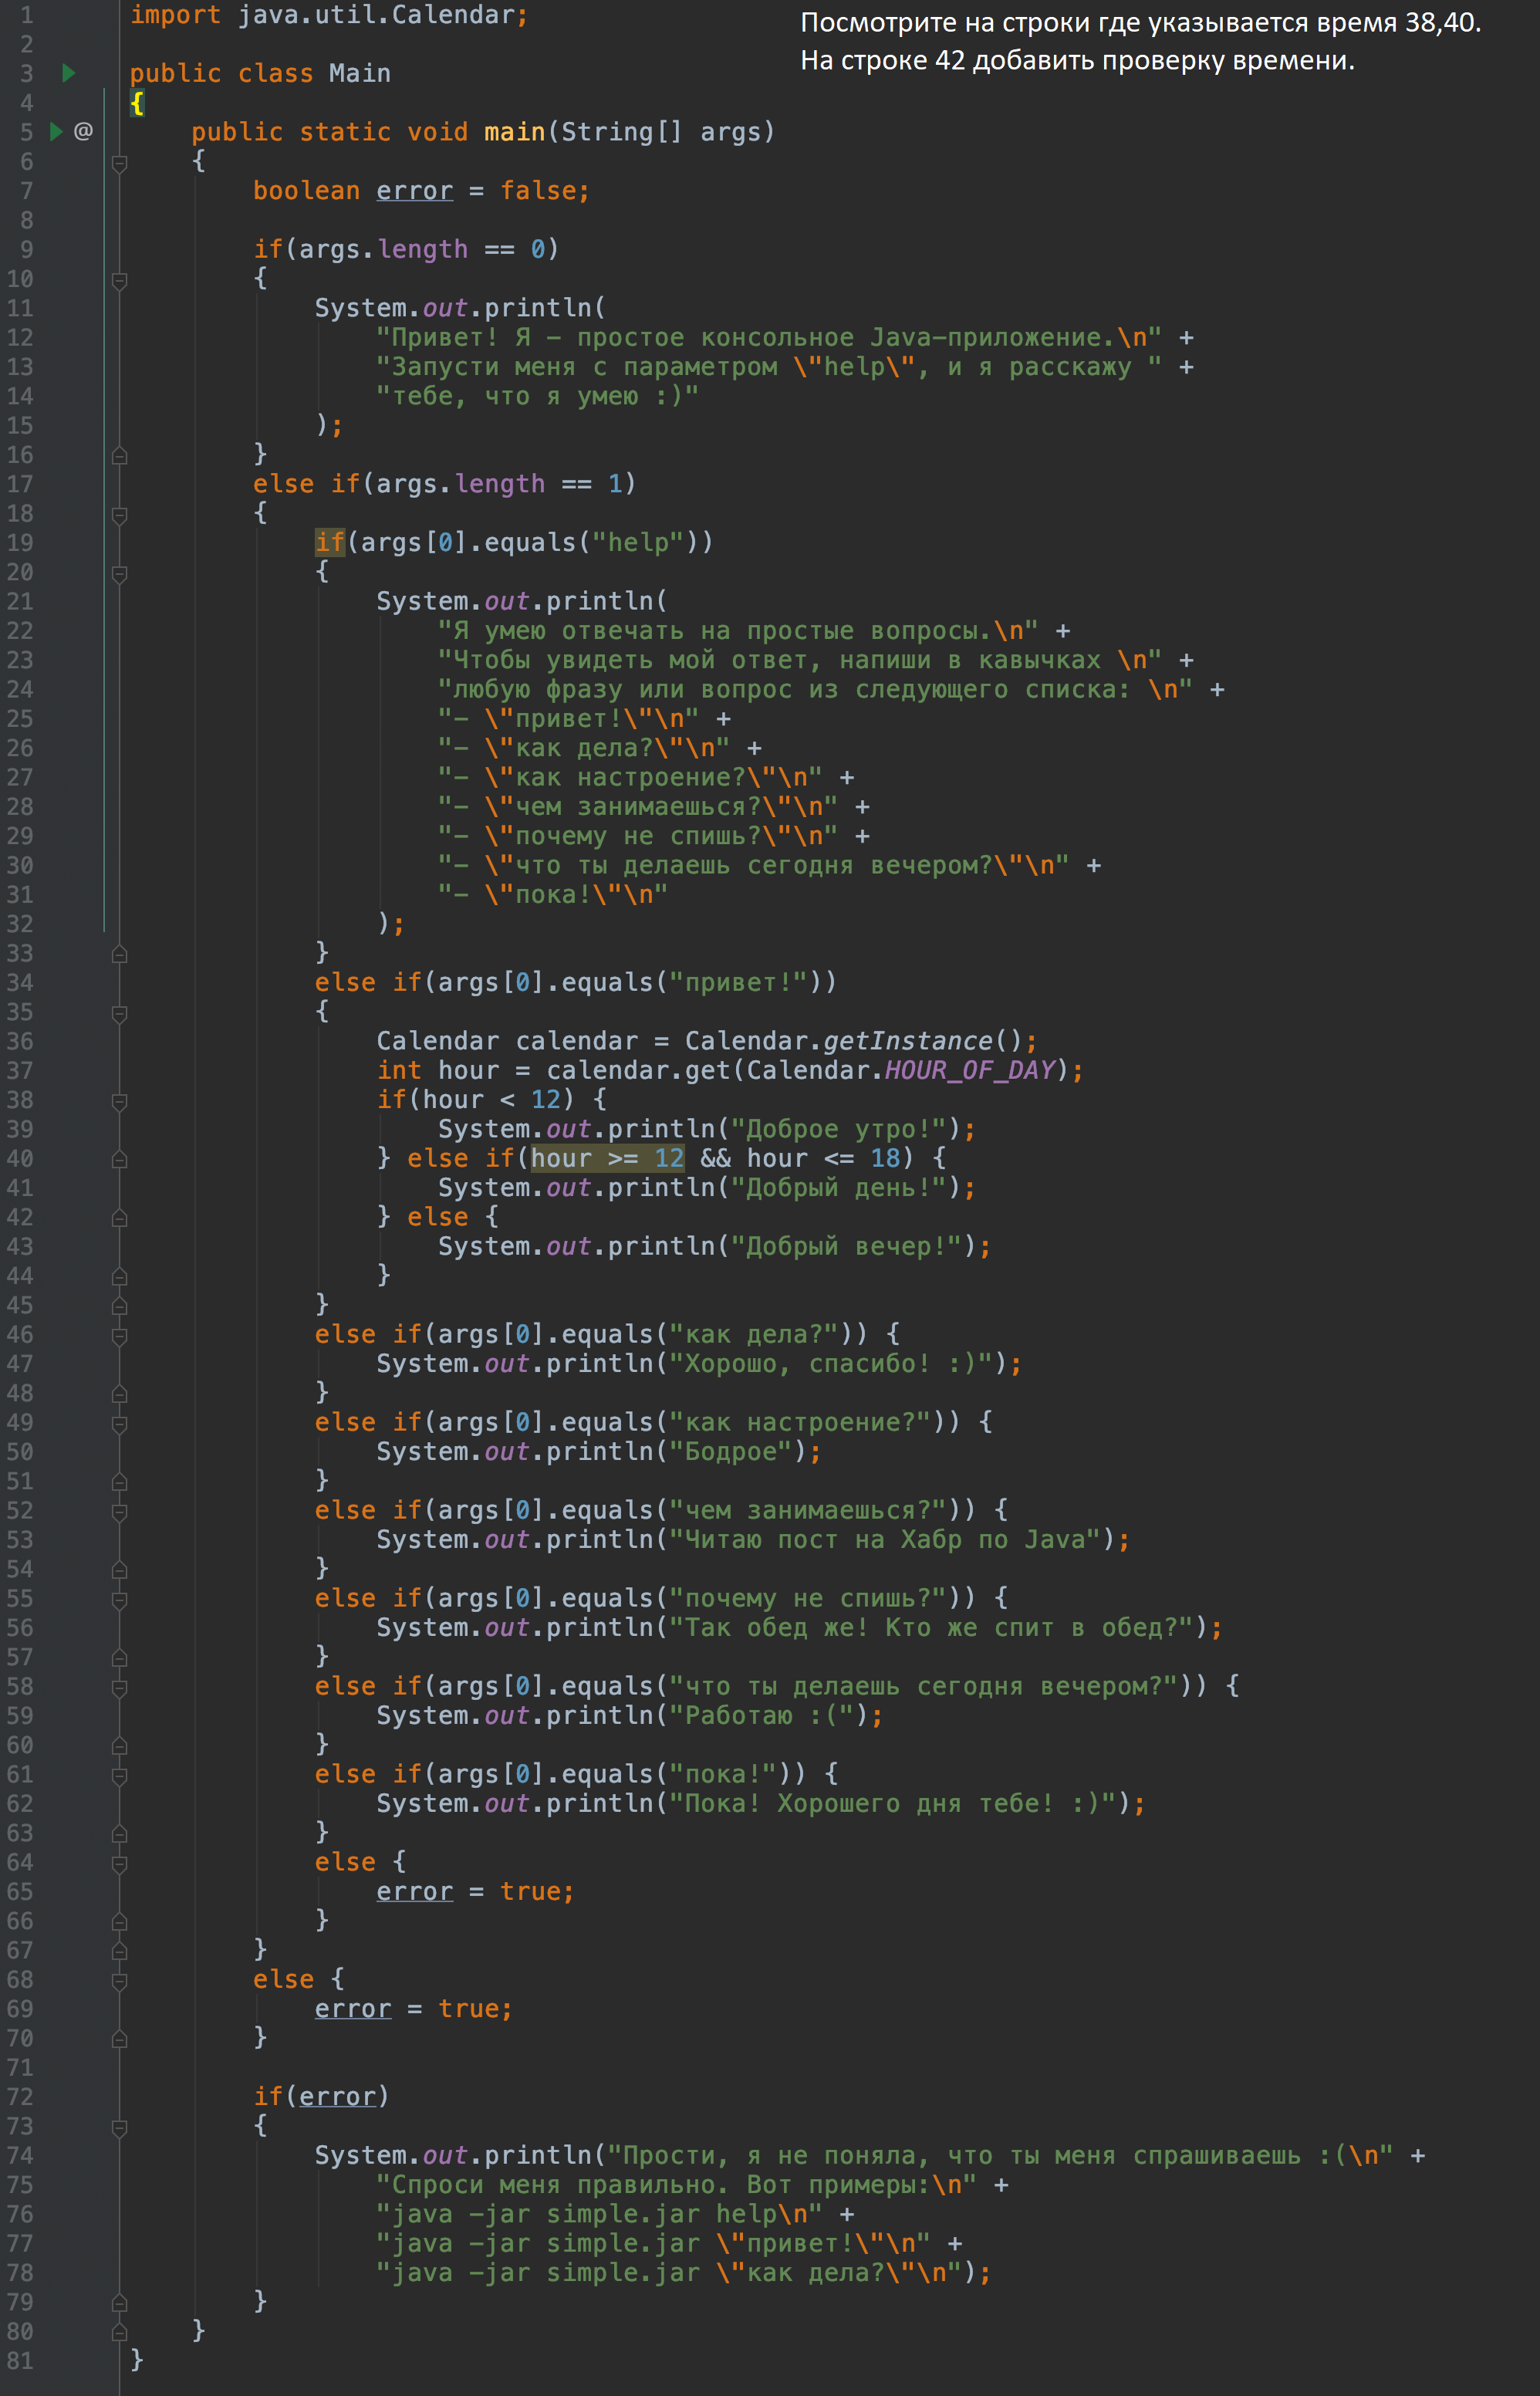 Посмотрите на строки где указывается время 38,40.
На строке 42 добавить проверку времени.
1 import java.util.Calendar;
2
3 public class Main
4 {
5 @ public static void main(String[] args)
6 {
7 boolean error = false;
8
9 if(args.length == 0)
10 {
11 System.out.println(
12 "Привет! Я – простое консольное Java–приложение.\n" +
13 "Запусти меня с параметром \"help\", и я расскажу " +
14 "тебе, что я умею :)"
15 );
16 }
17 else if(args.length == 1)
18 {
19 if(args[0].equals("help"))
20 {
21 System.out.println(
22 "Я умею отвечать на простые вопросы.\n" +
23 "Чтобы увидеть мой ответ, напиши в кавычках \n" +
24 "любую фразу или вопрос из следующего списка: \n" +
25 "– \"привет!\"\n" +
26 "– \"как дела?\"\n" +
27 "– \"как настроение?\"\n" +
28 "– \"чем занимаешься?\"\n" +
29 "– \"почему не спишь?\"\n" +
30 "– \"что ты делаешь сегодня вечером?\"\n" +
31 "– \"пока!\"\n"
32 );
33 }
34 else if(args[0].equals("привет!"))
35 {
36 Calendar calendar = Calendar.getInstance();
37 int hour = calendar.get(Calendar.HOUR_OF_DAY);
38 if(hour < 12) {
39 System.out.println("Доброе утро!");
40 } else if(hour >= 12 && hour <= 18) {
41 System.out.println("Добрый день!");
42 } else {
43 System.out.println("Добрый вечер!");
44 }
45 }
46 else if(args[0].equals("как дела?")) {
47 System.out.println("Хорошо, спасибо! :)");
48 }
49 else if(args[0].equals("как настроение?")) {
50 System.out.println("Бодрое");
51 }
52 else if(args[0].equals("чем занимаешься?")) {
53 System.out.println("Читаю пост на Хабр по Java");
54 }
55 else if(args[0].equals("почему не спишь?")) {
56 System.out.println("Так обед же! Кто же спит в обед?");
57 }
58 else if(args[0].equals("что ты делаешь сегодня вечером?")) {
59 System.out.println("Работаю :(");
60 }
61 else if(args[0].equals("пока!")) {
62 System.out.println("Пока! Хорошего дня тебе! :)");
63 }
64 else {
65 error = true;
66 }
67 }
68 else {
69 error = true;
70 }
71
72 if(error)
73 {
74 System.out.println("Прости, я не поняла, что ты меня спрашиваешь :(\n" +
75 "Спроси меня правильно. Вот примеры:\n" +
76 "java –jar simple.jar help\n" +
77 "java –jar simple.jar \"привет!\"\n" +
78 "java –jar simple.jar \"как дела?\"\n");
79 }
80 }
81 }